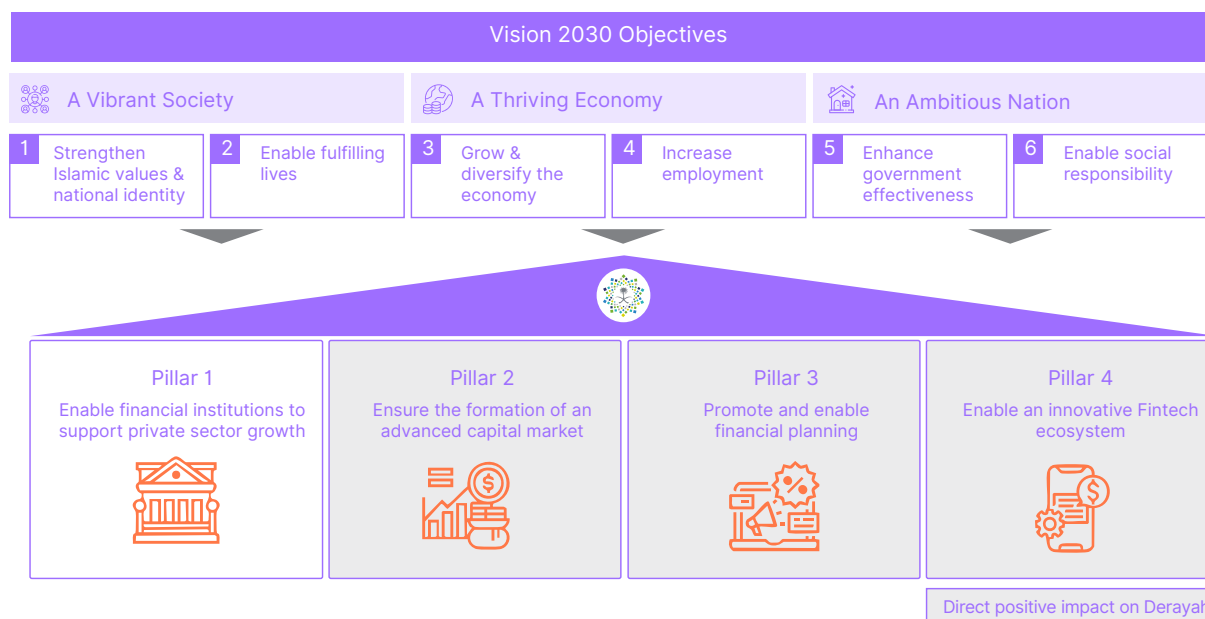 Vision 2030 Objectives
A Vibrant Society
A Thriving Economy
An Ambitious Nation
1
Strengthen
Islamic values &
national identity
2
Enable fulfilling
lives
3
Grow &
diversify the
economy
4
Increase
employment
5
Enhance
government
effectiveness
6
Enable social
responsibility
Pillar 1
Enable financial institutions to
support private sector growth
Pillar 2
Ensure the formation of an
advanced capital market
Pillar 3
Promote and enable
financial planning
Pillar 4
Enable an innovative Fintech
ecosystem
Direct positive impact on Derayah